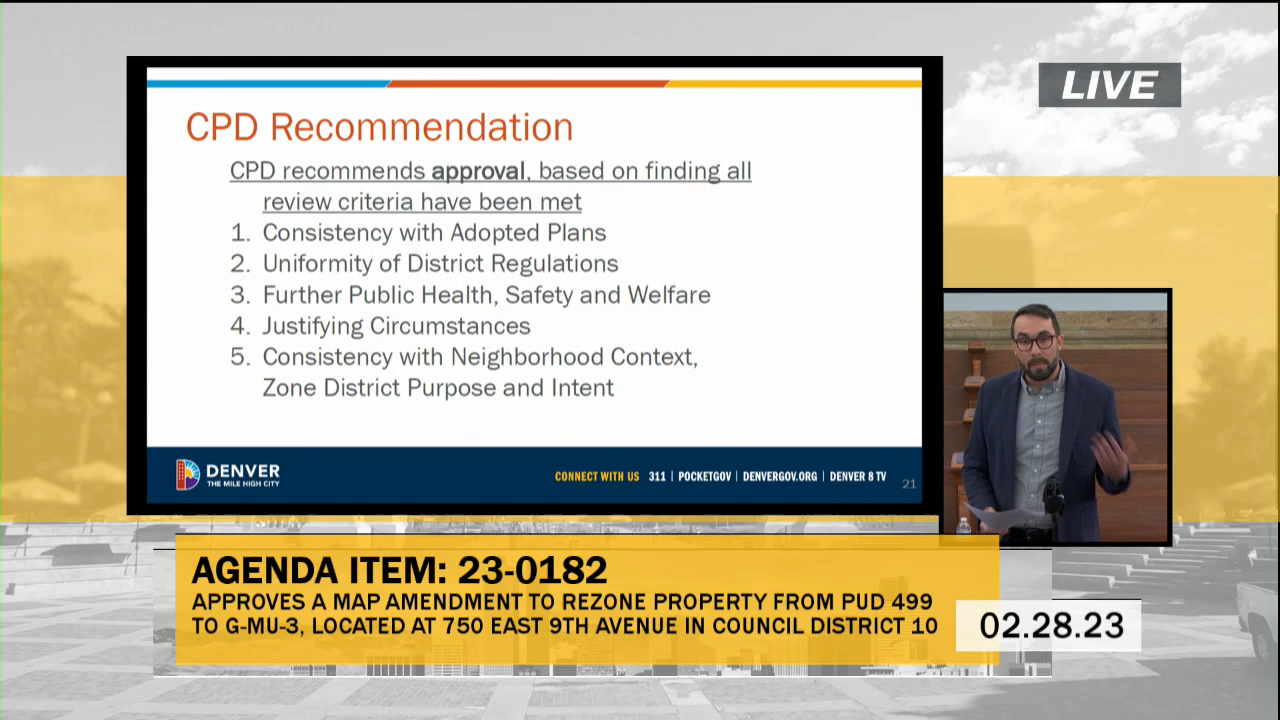 LIVE
CPD Recommendation
CPD recommends approval, based on finding all
review criteria have been met
1. Consistency with Adopted Plans
2. Uniformity of District Regulations
3. Further Public Health, Safety and Welfare
4. Justifying Circumstances
5. Consistency with Neighborhood Context,
Zone District Purpose and Intent
DENVER
THE MILE HIGH CITY
CONNECT WITH US 311 | POCKETGOV | DENVERGOV.ORG | DENVER 8 TV
21
AGENDA ITEM: 23-0182
APPROVES A MAP AMENDMENT TO REZONE PROPERTY FROM PUD 499
TO G-MU-3, LOCATED AT 750 EAST 9TH AVENUE IN COUNCIL DISTRICT 10
02.28.23